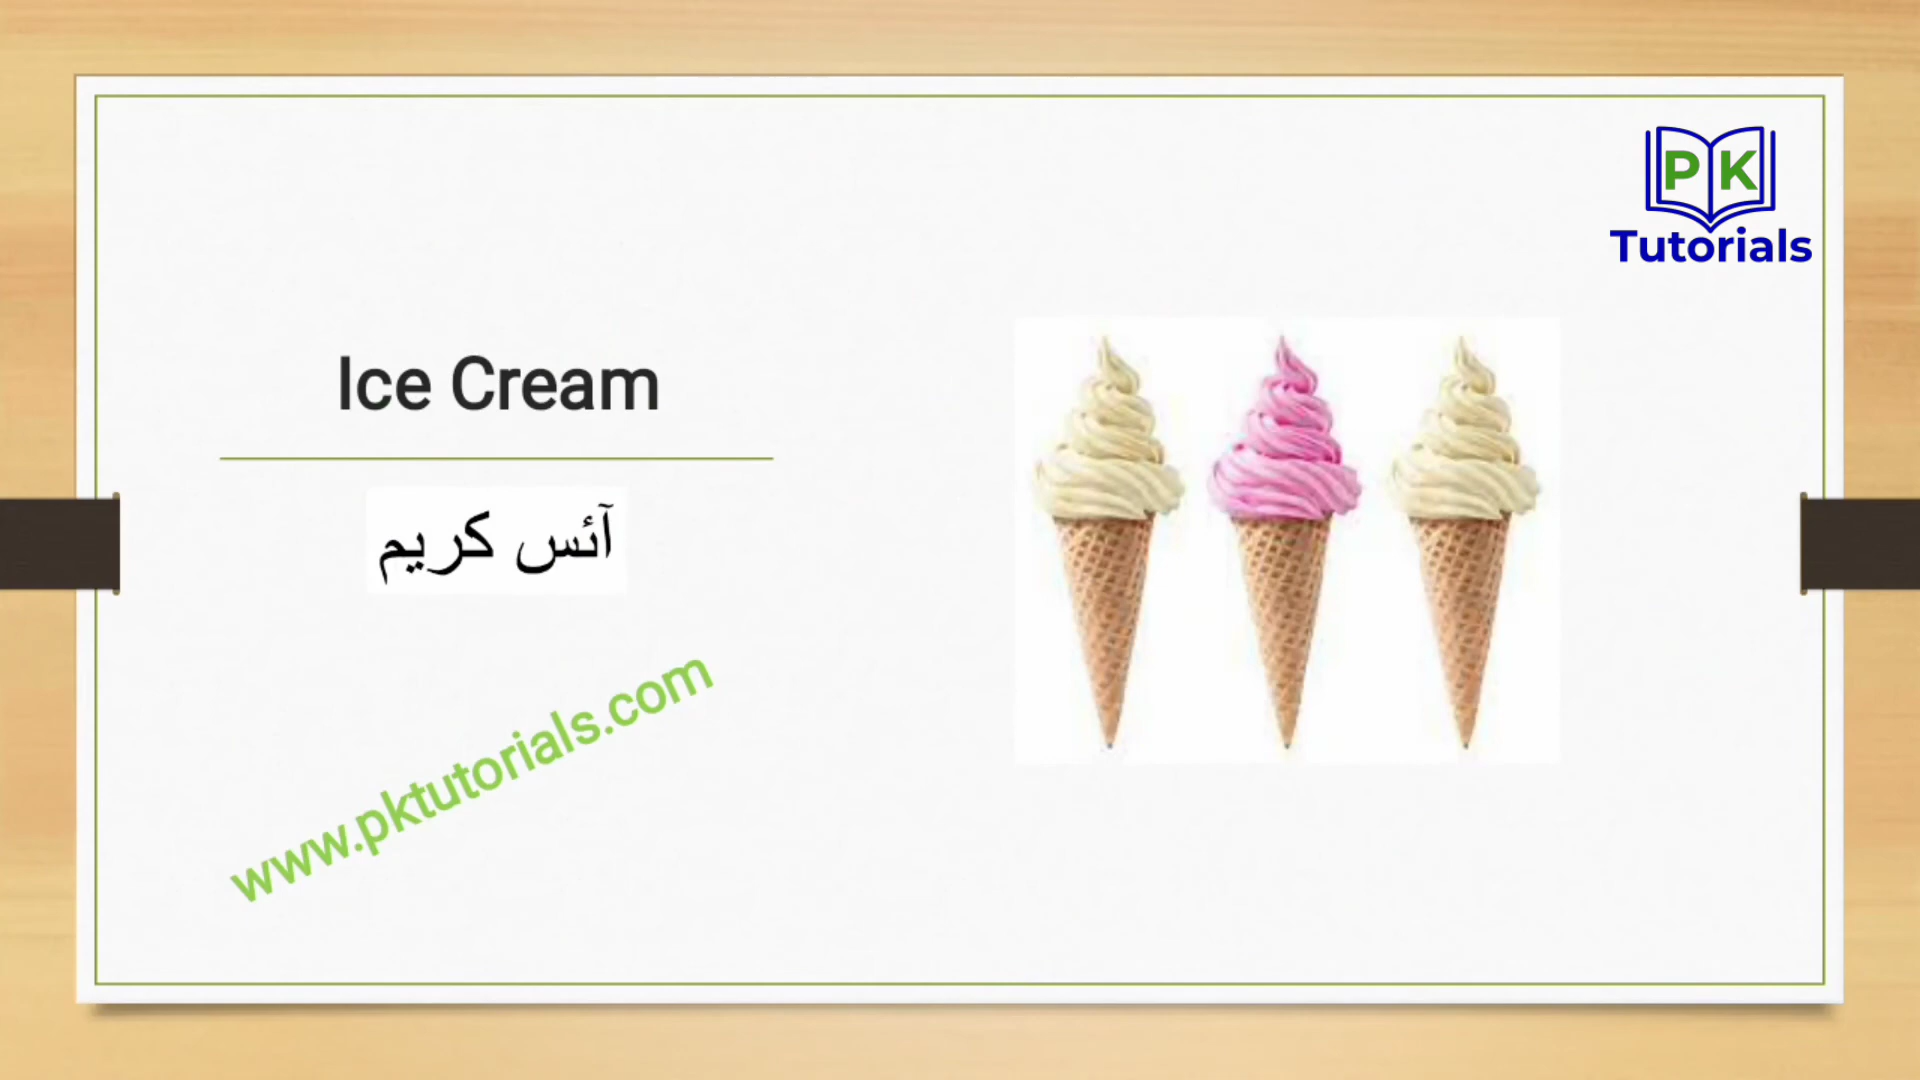 PK
Tutorials
Ice Cream
آئس کریم
www.pktutorials.com